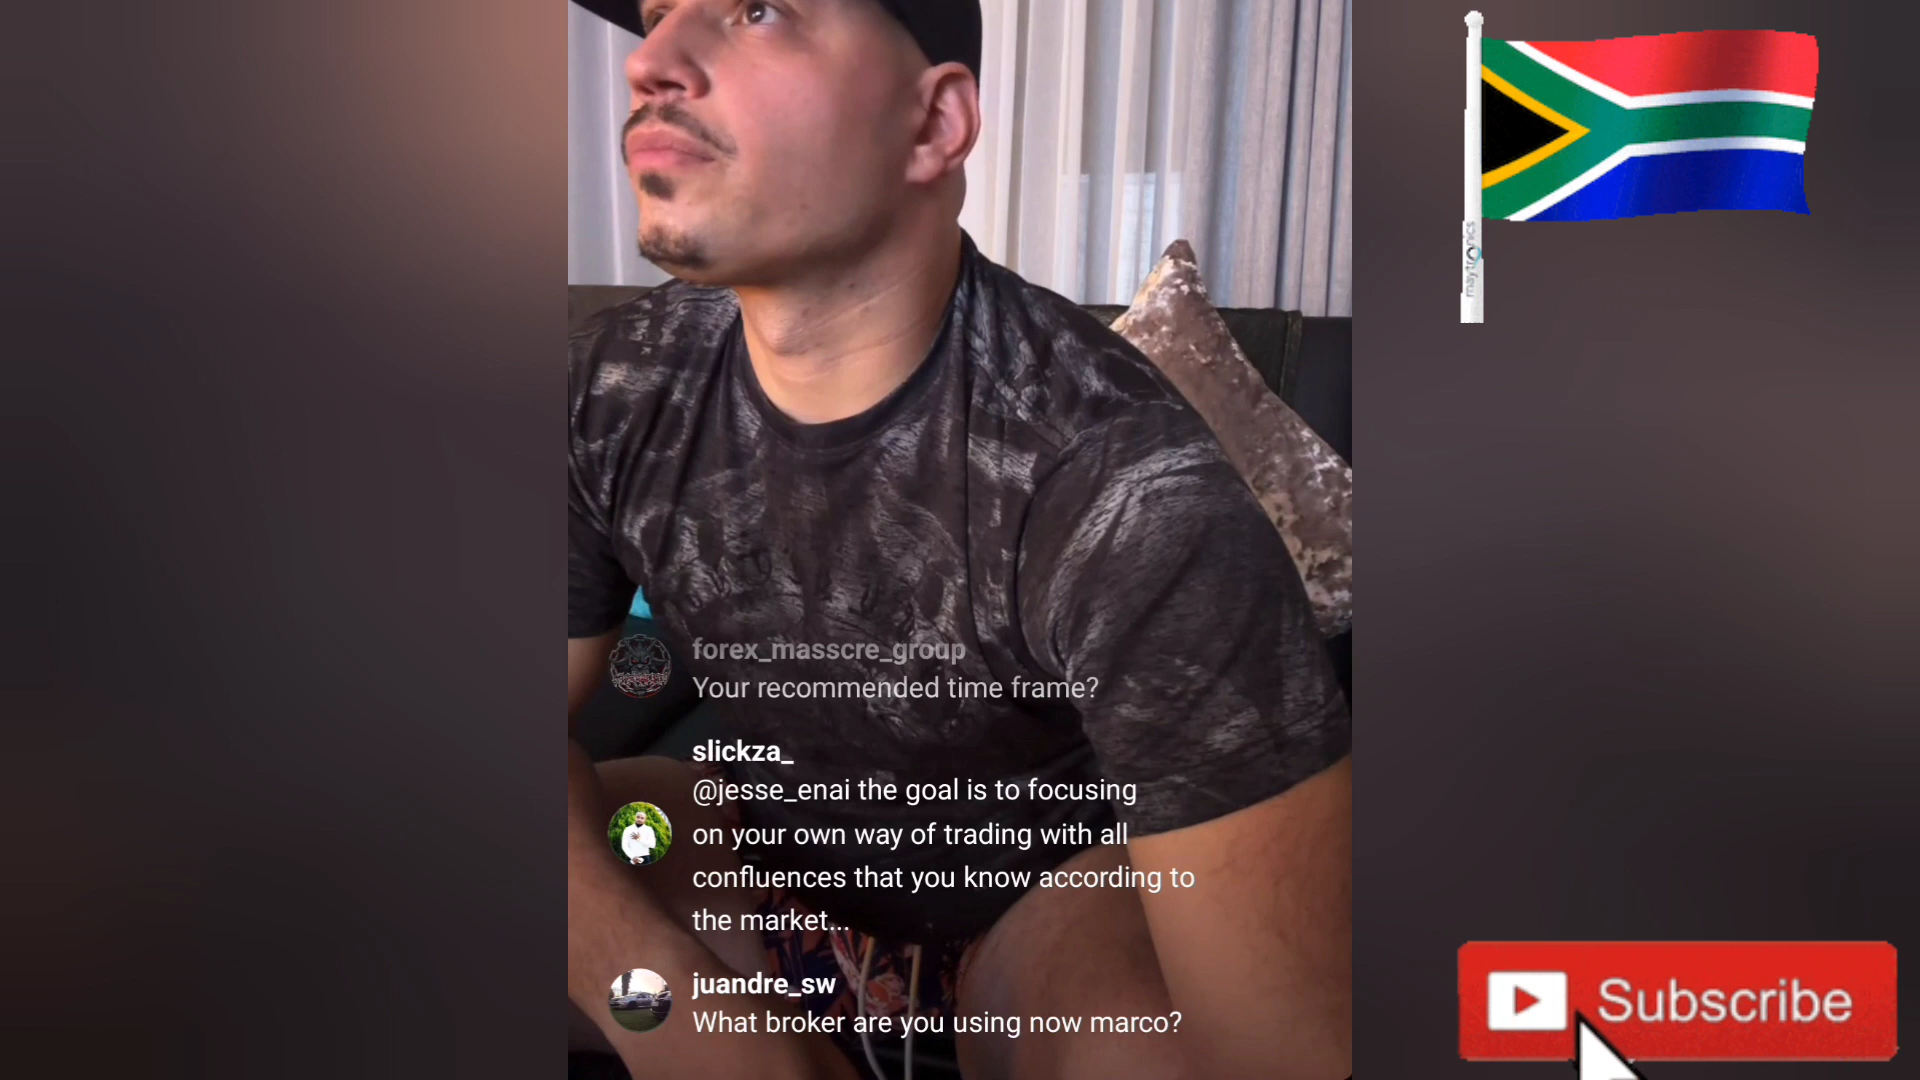 maytronics
forex_masscre_group
Your recommended time frame?
slickza_
@jesse_enai the goal is to focusing
on your own way of trading with all
confluences that you know according to
the market...
juandre_sw
What broker are you using now marco?
Subscribe